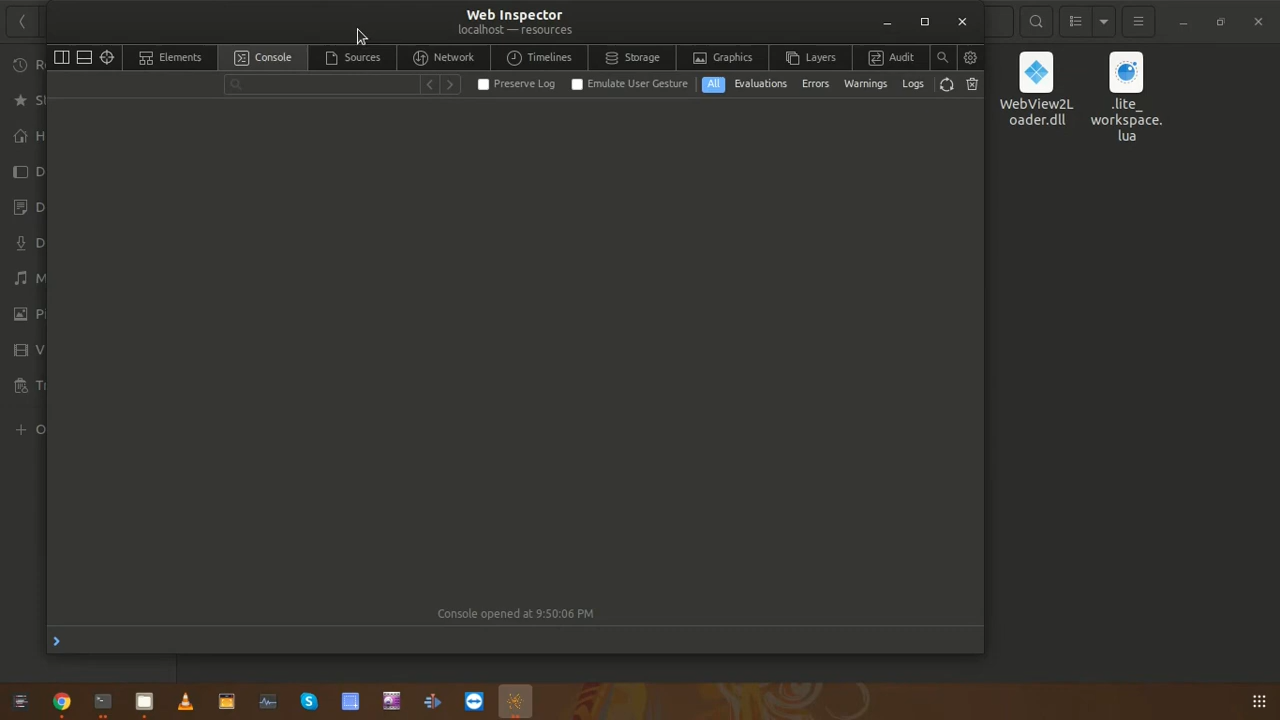 Web Inspector
localhost — resources
Elements
Console
Sources
Network
Timelines
Storage
Graphics
Layers
Audit
Preserve Log
Emulate User Gesture
All
Evaluations
Errors
Warnings
Logs
WebView2L
oader.dll
.lite_
workspace.
lua
R
H
D
D
D
M
V
O
Console opened at 9:50:06 PM